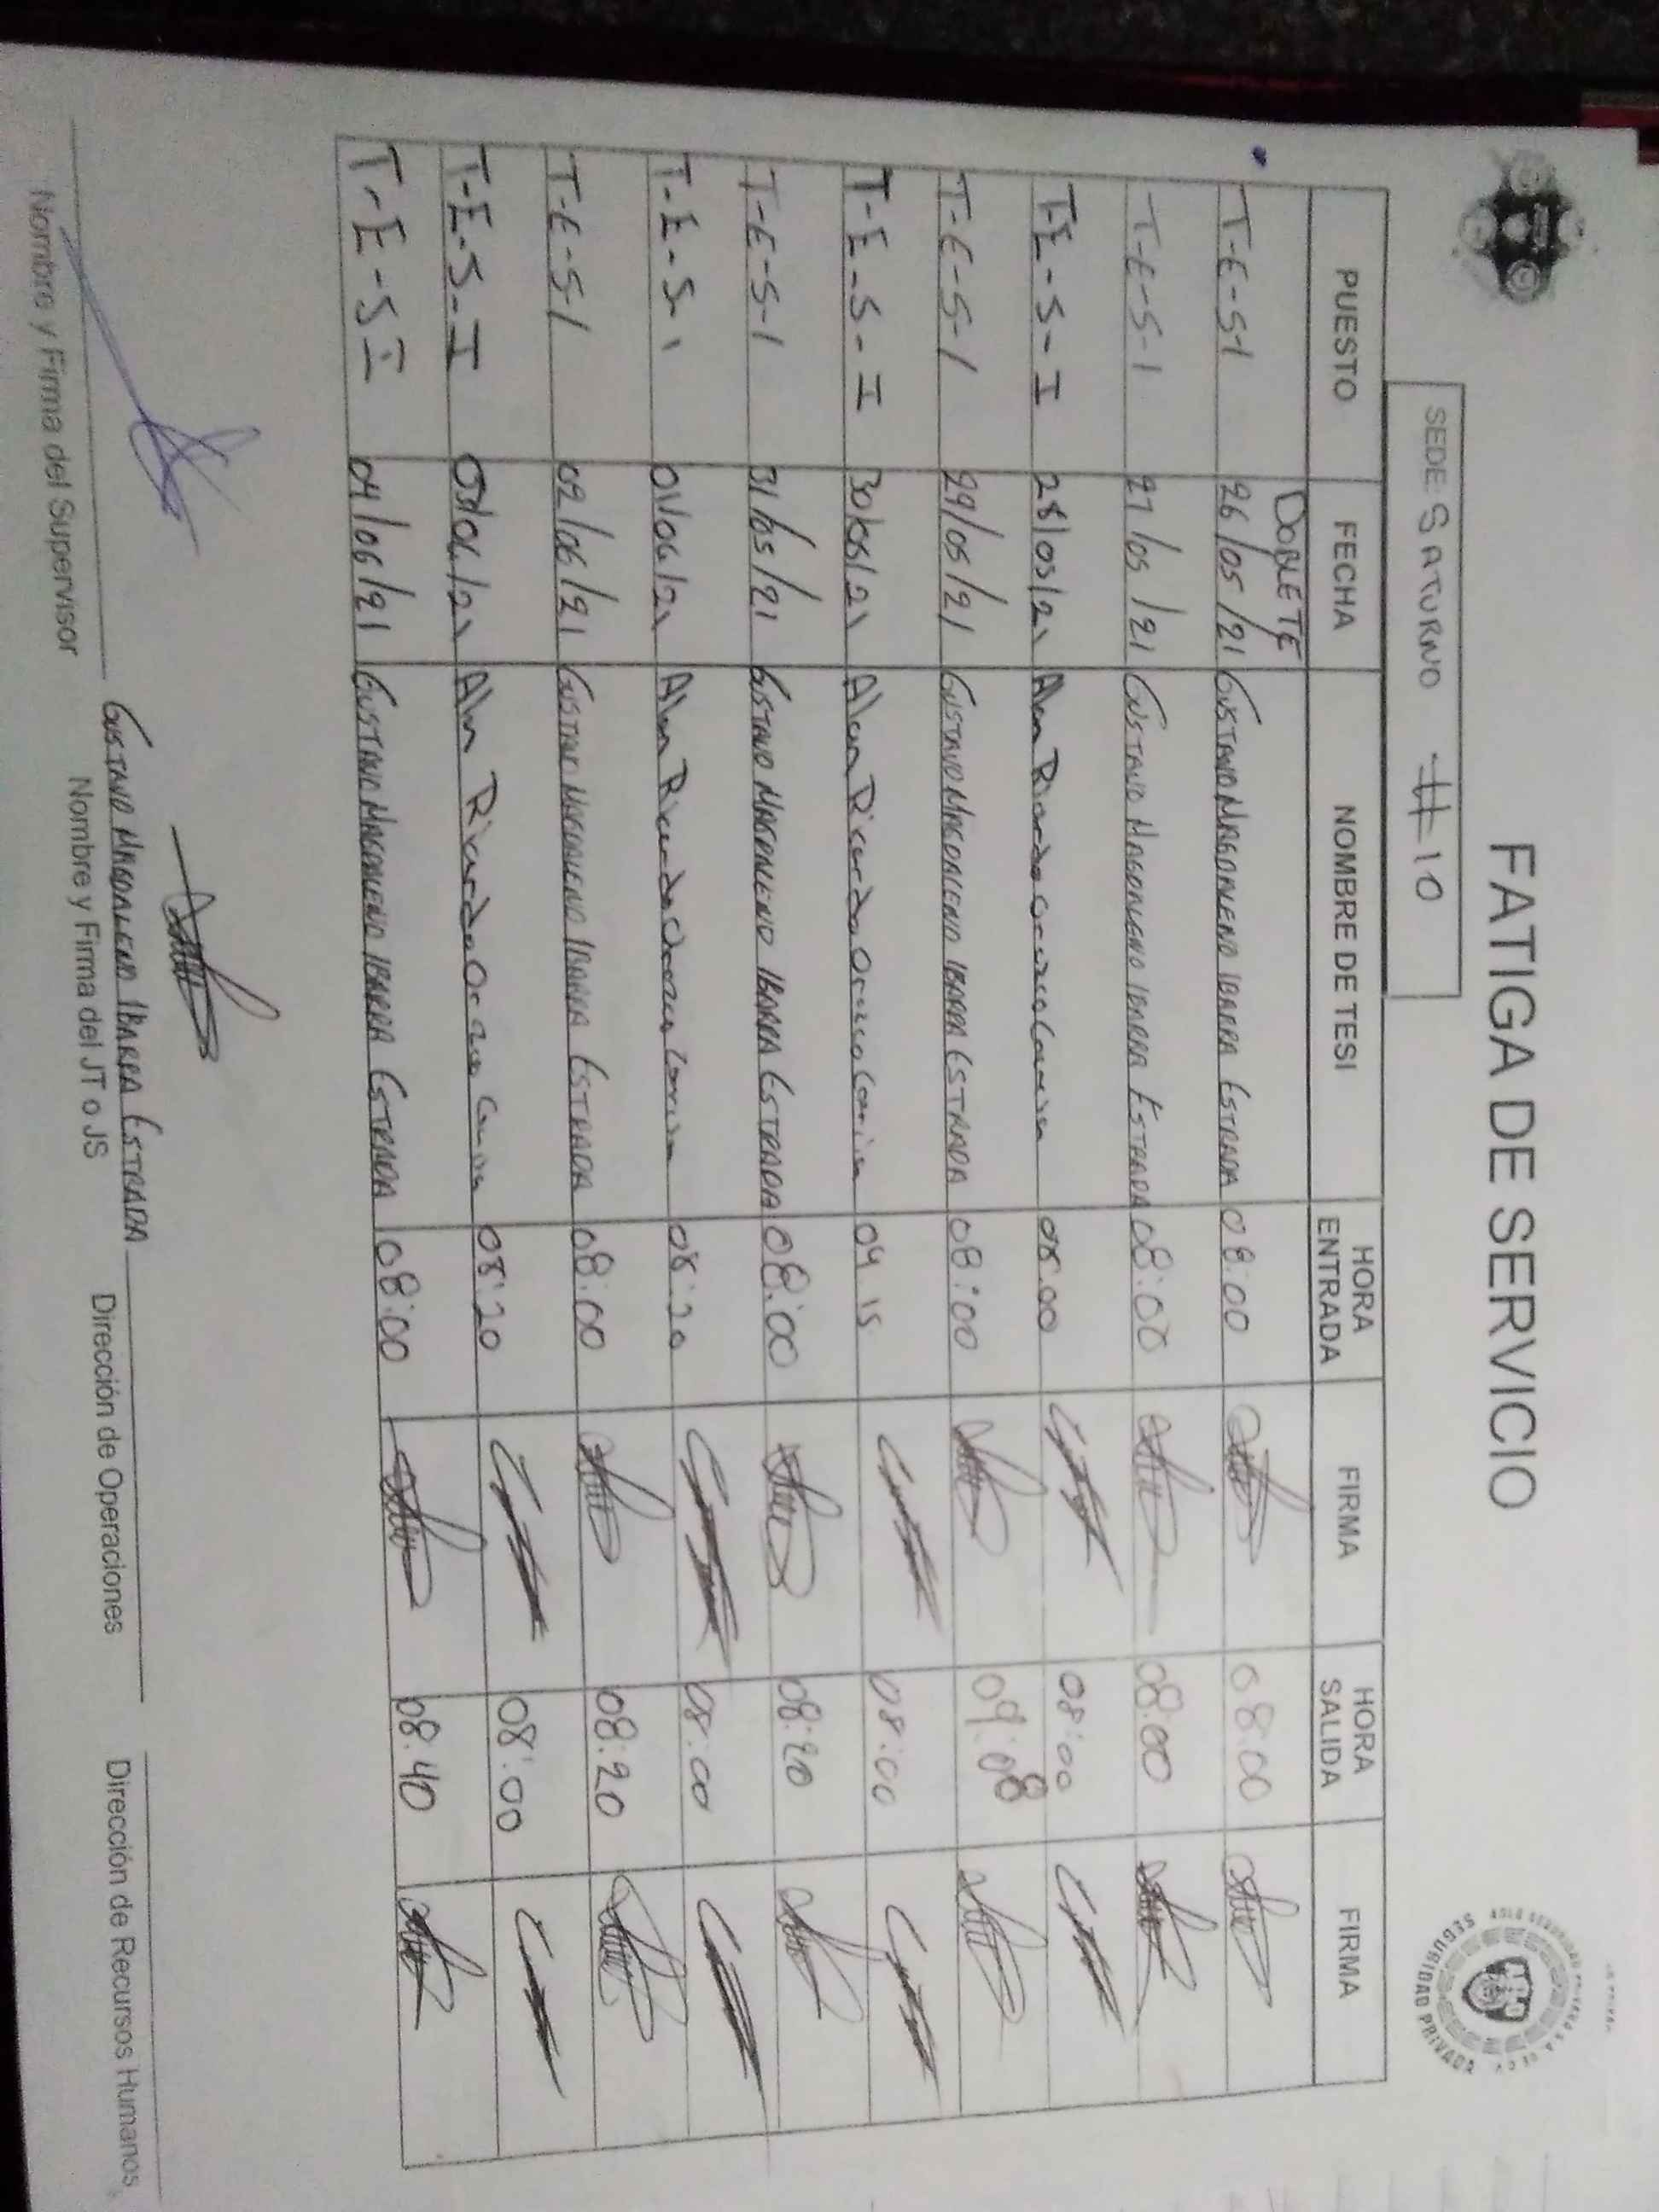 FATIGA DE SERVICIO
SEDE: SATURNO #10
PUESTO FECHA NOMBRE DE TESI HORA ENTRADA FIRMA HORA SALIDA FIRMA
DOBLETE
T-E-S-1 26/05/21 GUSTAVO MAGDALENO IBARRA ESTRADA 08:00 08:00
T-E-S-1 27/05/21 GUSTAVO MAGDALENO IBARRA ESTRADA 08:00 08:00
T-E-S-I 28/05/21 Alan Ricardo Orozco 08:00 08:00
T-E-S-1 29/05/21 GUSTAVO MAGDALENO IBARRA ESTRADA 08:00 09:08
T-E-S-I 30/05/21 Alan Ricardo Orozco 09 15 08:00
T-E-S-1 31/05/21 GUSTAVO MAGDALENO IBARRA ESTRADA 08:00 08:20
T-E-S-1 01/06/21 Alan Ricardo Orozco 08:20 08:00
T-E-S-1 02/06/21 GUSTAVO MAGDALENO IBARRA ESTRADA 08:00 08:20
T-E-S-I 03/06/21 Alan Ricardo Orozco 08:20 08:00
T-E-S-I 04/06/21 GUSTAVO MAGDALENO IBARRA ESTRADA 08:00 08:40
GUSTAVO MAGDALENO IBARRA ESTRADA
Nombre y Firma del Supervisor Nombre y Firma del JT o JS Dirección de Operaciones Dirección de Recursos Humanos
SEGURIDAD PRIVADA